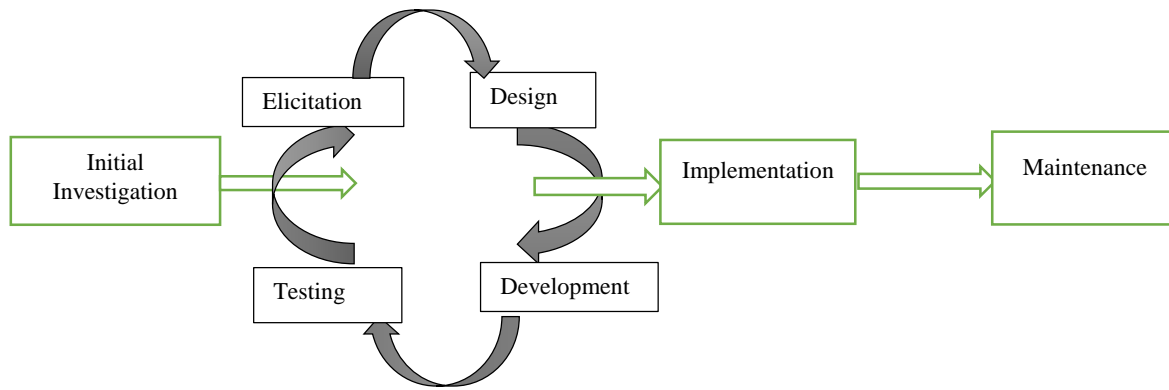 Elicitation
Design
Initial
Investigation
Implementation
Maintenance
Testing
Development